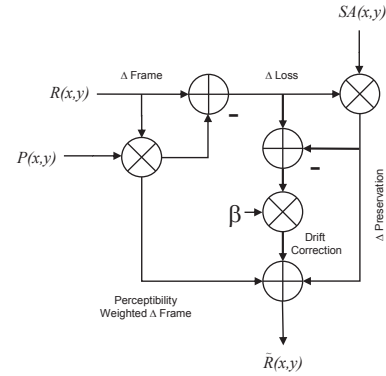 SA(x,y)
Δ Frame
Δ Loss
R(x,y)
-
P(x,y)
-
β
Δ Preservation
Drift
Correction
Perceptibility
Weighted Δ Frame
R̃(x,y)